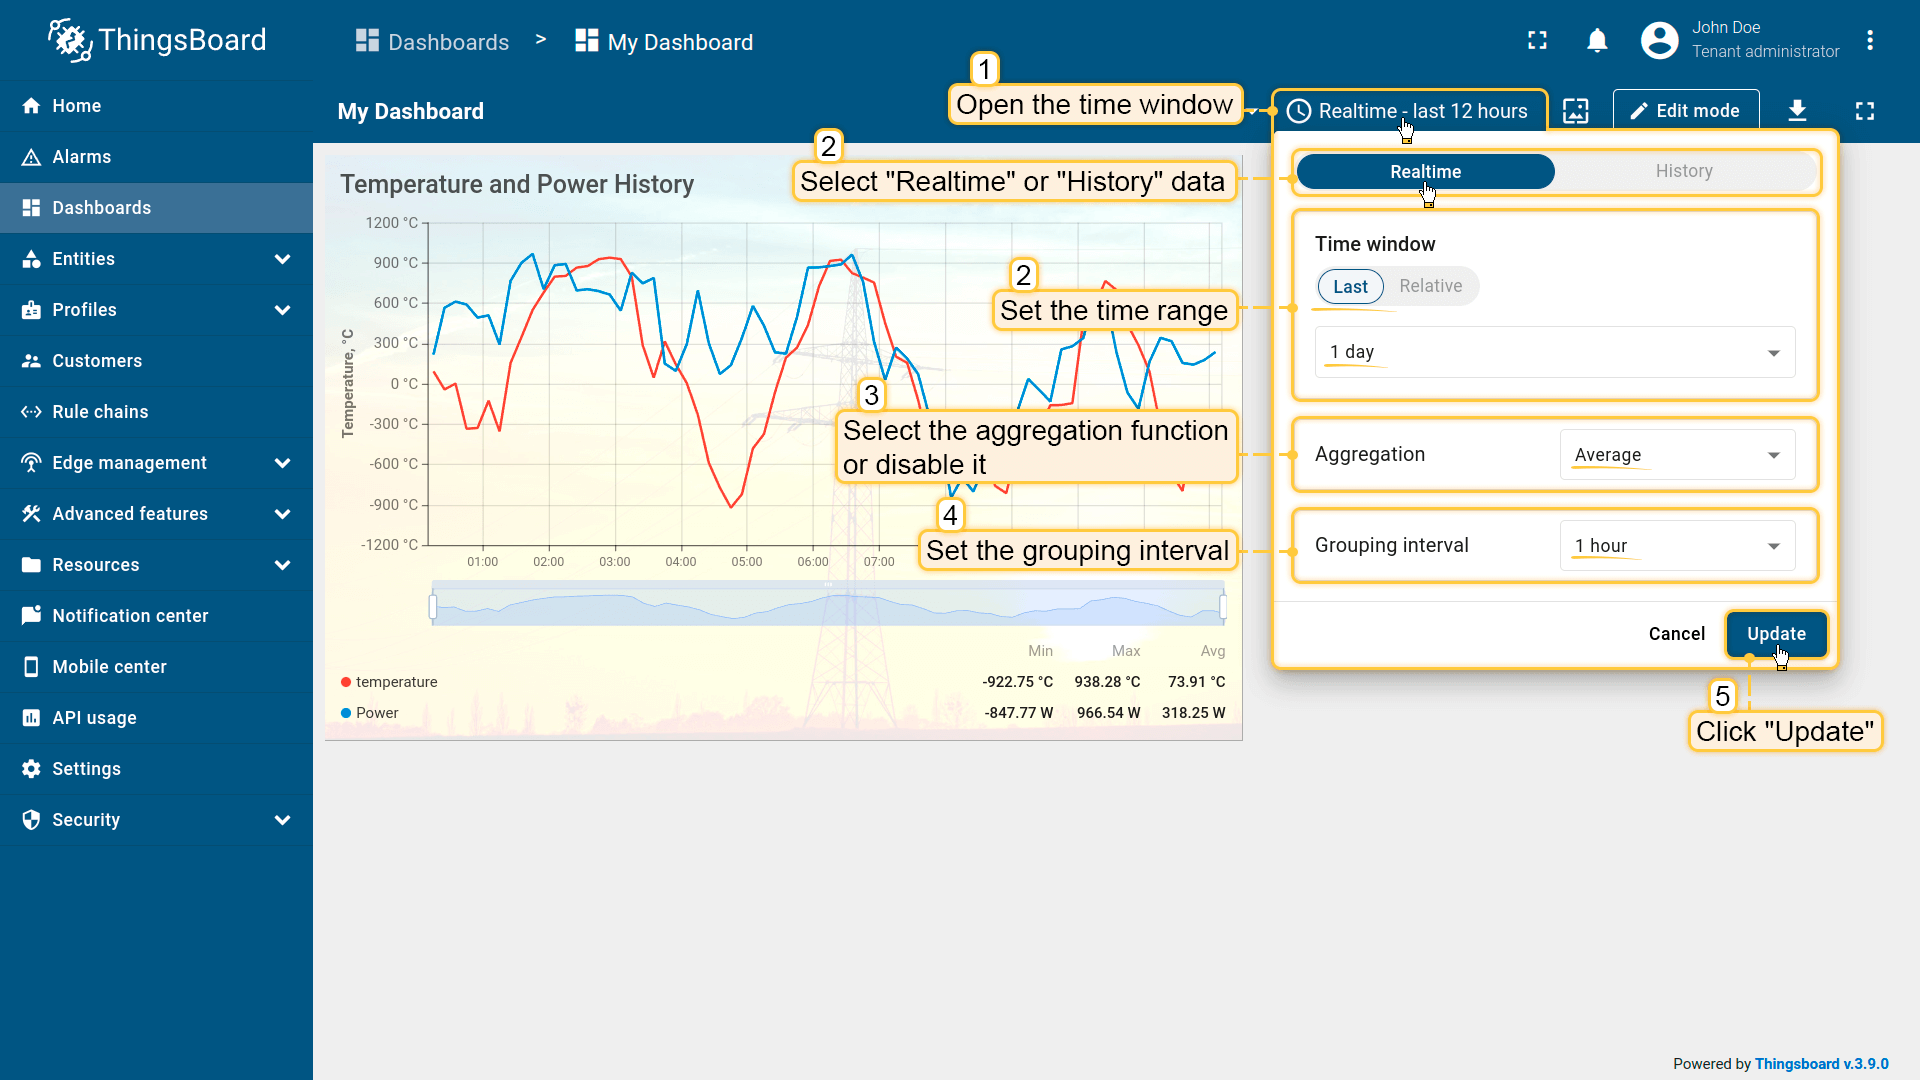 ThingsBoard
Dashboards > My Dashboard
John Doe
Tenant administrator
Home
Alarms
Dashboards
Entities
Profiles
Customers
Rule chains
Edge management
Advanced features
Resources
Notification center
Mobile center
API usage
Settings
Security
My Dashboard
1
Open the time window
Realtime - last 12 hours
Edit mode
2
Select "Realtime" or "History" data
Realtime
History
Temperature and Power History
1200 °C
900 °C
600 °C
300 °C
0 °C
-300 °C
-600 °C
-900 °C
-1200 °C
Temperature, °C
01:00 02:00 03:00 04:00 05:00 06:00 07:00
2
Set the time range
Time window
Last Relative
1 day
3
Select the aggregation function
or disable it
Aggregation
Average
4
Set the grouping interval
Grouping interval
1 hour
Cancel
Update
5
Click "Update"
Min Max Avg
temperature -922.75 °C 938.28 °C 73.91 °C
Power -847.77 W 966.54 W 318.25 W
Powered by Thingsboard v.3.9.0